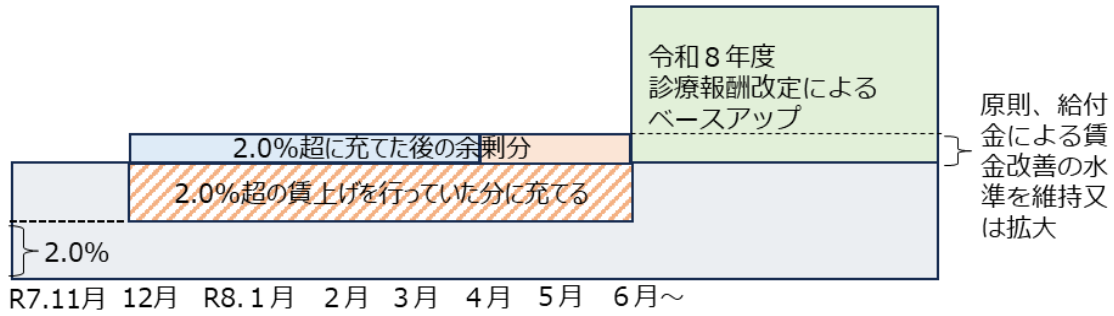 令和８年度
診療報酬改定による
ベースアップ
原則、給付
金による賃
金改善の水
準を維持又
は拡大
2.0%超に充てた後の余剰分
2.0%超の賃上げを行っていた分に充てる
2.0%
R7.11月 12月 R8.１月 ２月 ３月 ４月 ５月 ６月～